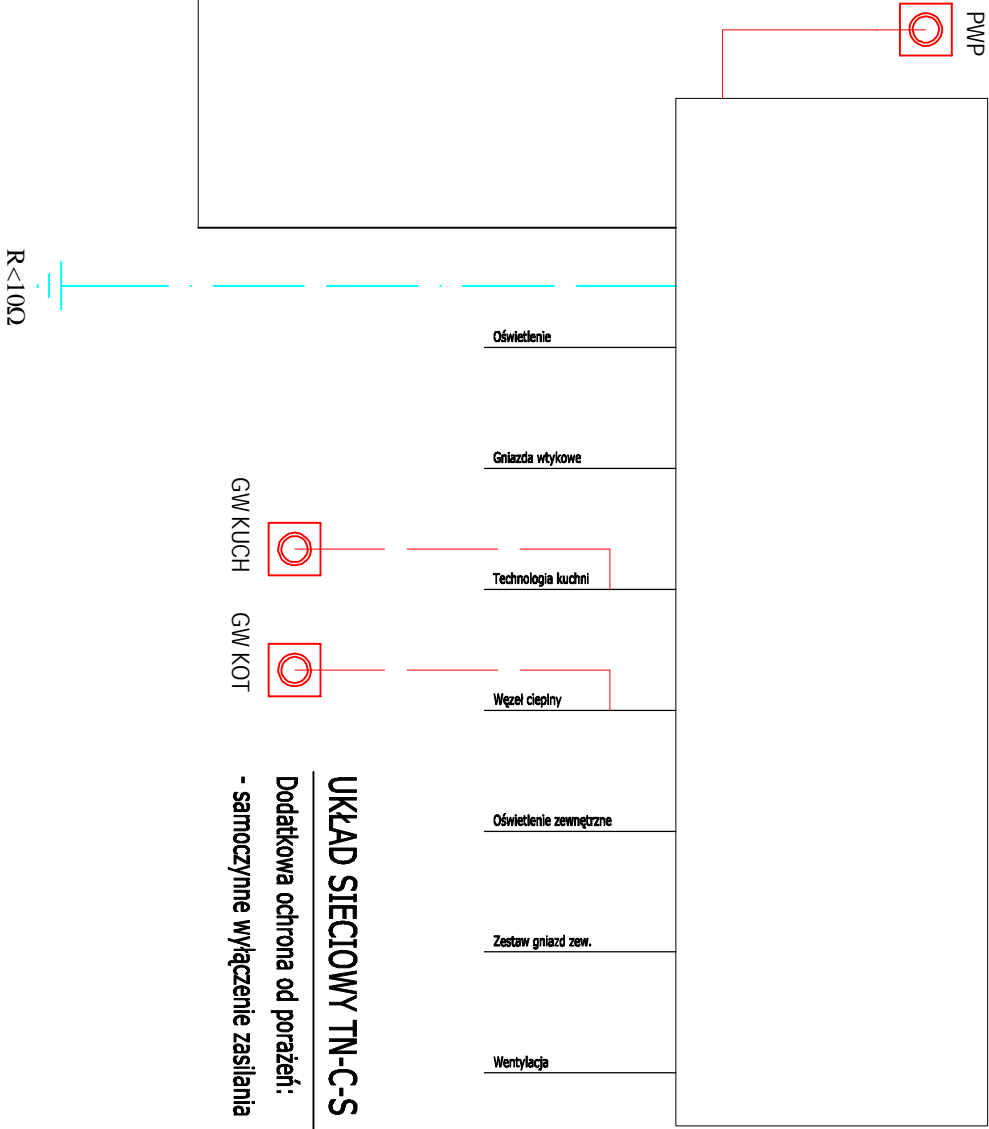 PWP
R<10Ω
Oświetlenie
Gniazda wtykowe
GW KUCH
Technologia kuchni
GW KOT
Węzeł cieplny
Oświetlenie zewnętrzne
Zestaw gniazd zew.
Wentylacja
UKŁAD SIECIOWY TN-C-S
Dodatkowa ochrona od porażeń:
- samoczynne wyłączenie zasilania